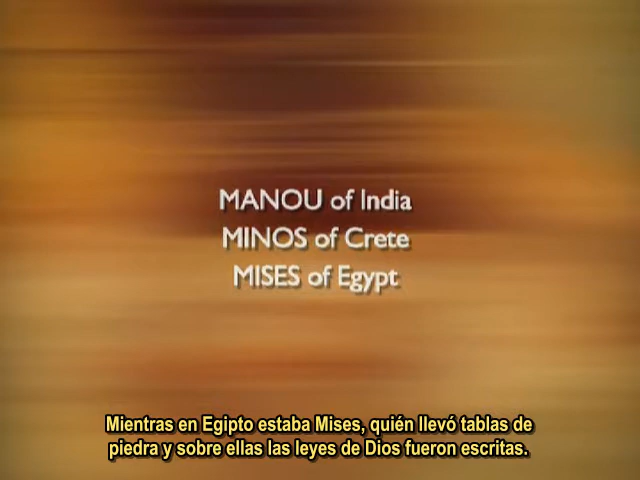 MANOU of India
MINOS of Crete
MISES of Egypt
Mientras en Egipto estaba Mises, quién llevó tablas de
piedra y sobre ellas las leyes de Dios fueron escritas.